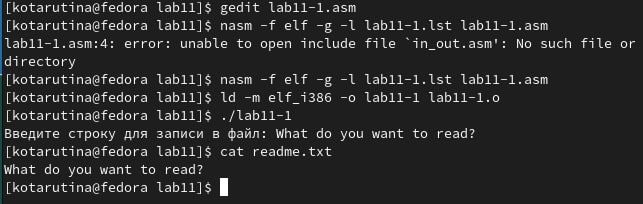 [kotarutina@fedora lab11]$ gedit lab11-1.asm
[kotarutina@fedora lab11]$ nasm -f elf -g -l lab11-1.lst lab11-1.asm
lab11-1.asm:4: error: unable to open include file `in_out.asm': No such file or
directory
[kotarutina@fedora lab11]$ nasm -f elf -g -l lab11-1.lst lab11-1.asm
[kotarutina@fedora lab11]$ ld -m elf_i386 -o lab11-1 lab11-1.o
[kotarutina@fedora lab11]$ ./lab11-1
Введите строку для записи в файл: What do you want to read?
[kotarutina@fedora lab11]$ cat readme.txt
What do you want to read?
[kotarutina@fedora lab11]$